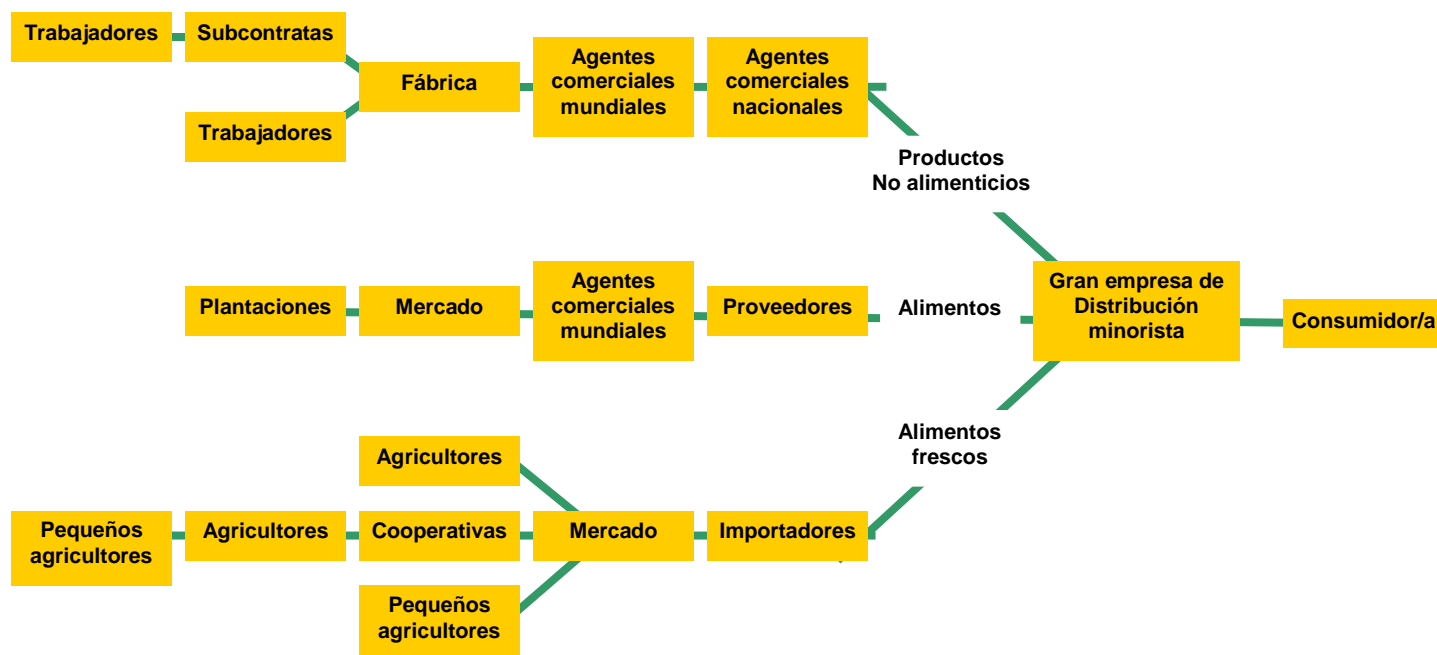 Trabajadores
Subcontratas
Fábrica
Trabajadores
Agentes
comerciales
mundiales
Agentes
comerciales
nacionales
Productos
No alimenticios
Plantaciones
Mercado
Agentes
comerciales
mundiales
Proveedores
Alimentos
Gran empresa de
Distribución
minorista
Consumidor/a
Alimentos
frescos
Agricultores
Pequeños
agricultores
Agricultores
Cooperativas
Mercado
Importadores
Pequeños
agricultores